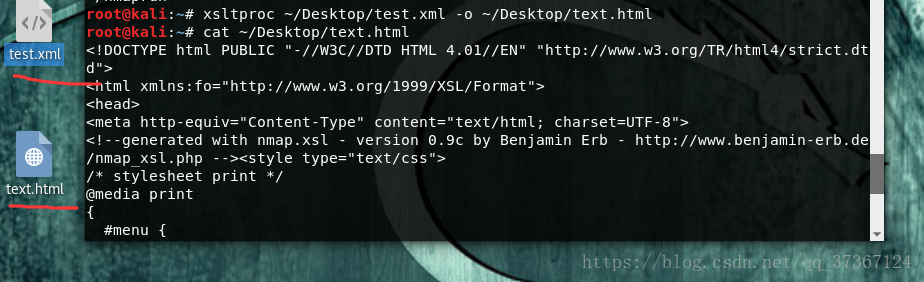 root@kali:~# xsltproc ~/Desktop/test.xml -o ~/Desktop/text.html
root@kali:~# cat ~/Desktop/text.html
<!DOCTYPE html PUBLIC "-//W3C//DTD HTML 4.01//EN" "http://www.w3.org/TR/html4/strict.dt
d">
<html xmlns:fo="http://www.w3.org/1999/XSL/Format">
<head>
<meta http-equiv="Content-Type" content="text/html; charset=UTF-8">
<!--generated with nmap.xsl - version 0.9c by Benjamin Erb - http://www.benjamin-erb.de
/nmap_xsl.php --><style type="text/css">
/* stylesheet print */
@media print
{
  #menu {
test.xml
text.html
https://blog.csdn.net/qq_37367124